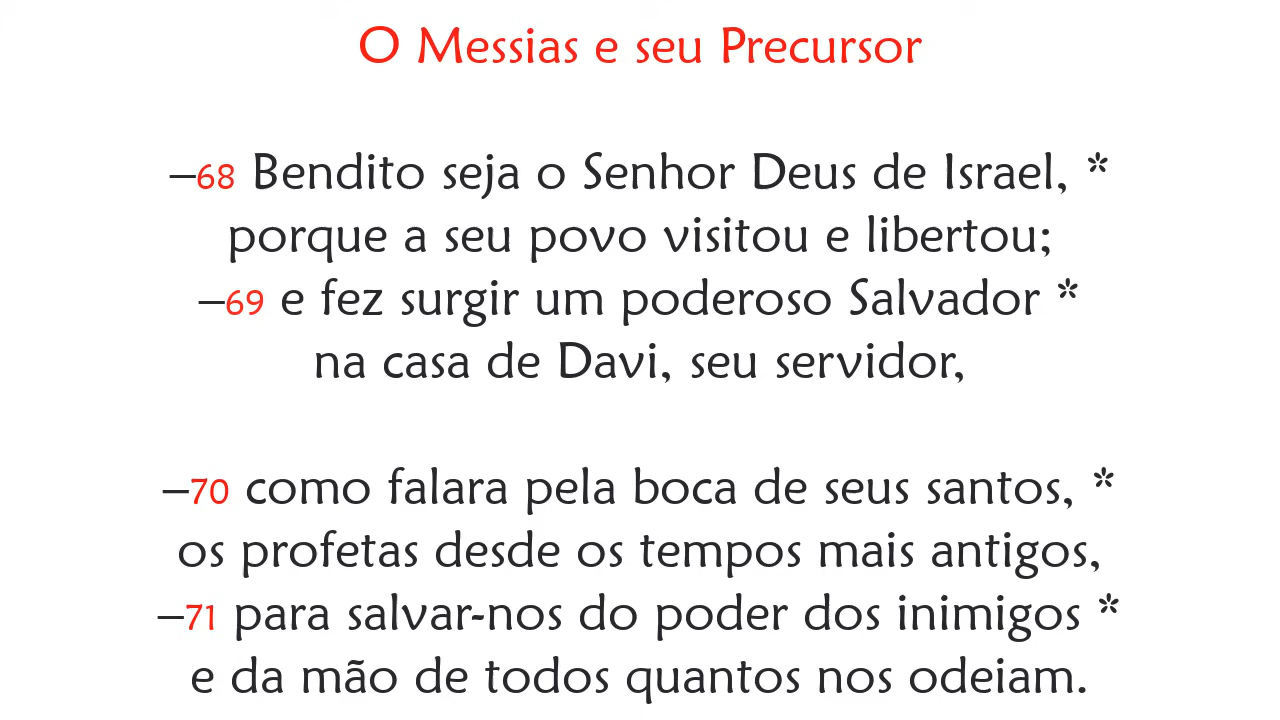 O Messias e seu Precursor
–68 Bendito seja o Senhor Deus de Israel, *
porque a seu povo visitou e libertou;
–69 e fez surgir um poderoso Salvador *
na casa de Davi, seu servidor,
–70 como falara pela boca de seus santos, *
os profetas desde os tempos mais antigos,
–71 para salvar-nos do poder dos inimigos *
e da mão de todos quantos nos odeiam.